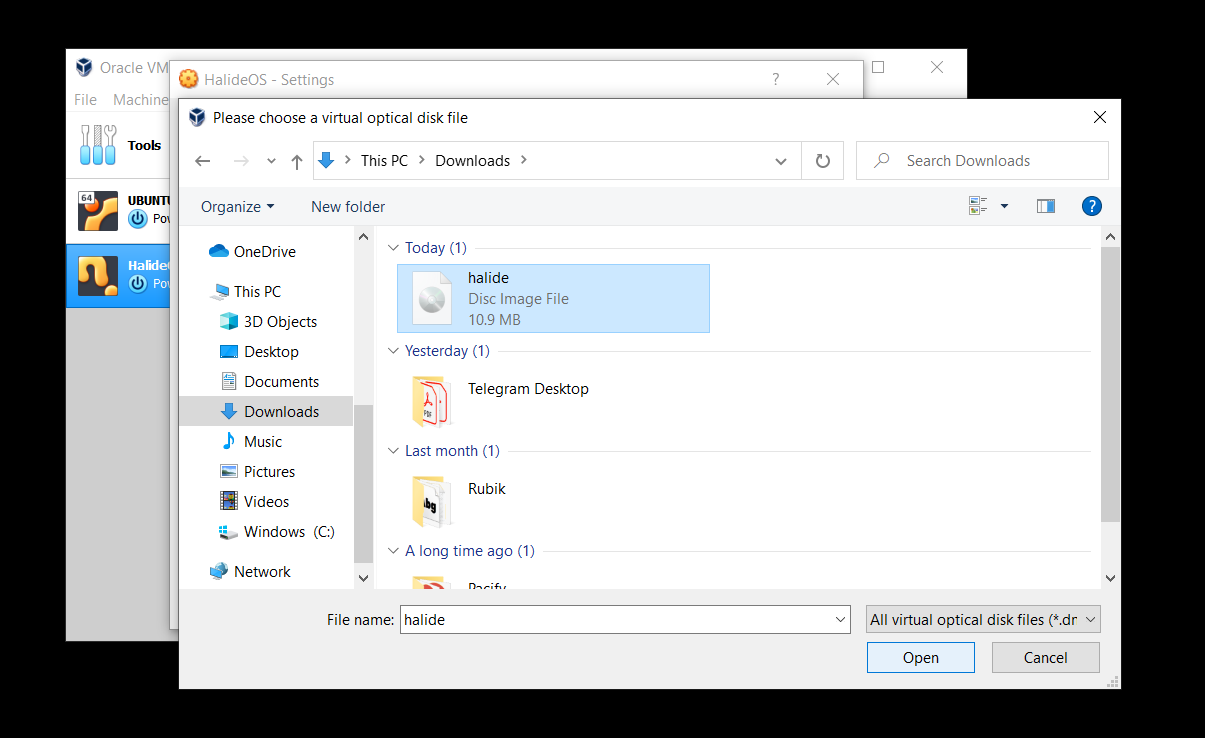 Oracle VM
File Machine
Tools
64
UBUNTU
Pow
Halide
Pow
HalideOS - Settings
?
Please choose a virtual optical disk file
This PC > Downloads >
Search Downloads
Organize
New folder
?
OneDrive
This PC
3D Objects
Desktop
Documents
Downloads
Music
Pictures
Videos
Windows (C:)
Network
Today (1)
halide
Disc Image File
10.9 MB
Yesterday (1)
PDF
Telegram Desktop
Last month (1)
Abg
Rubik
A long time ago (1)
Pacify
File name:
halide
All virtual optical disk files (*.dr
Open
Cancel